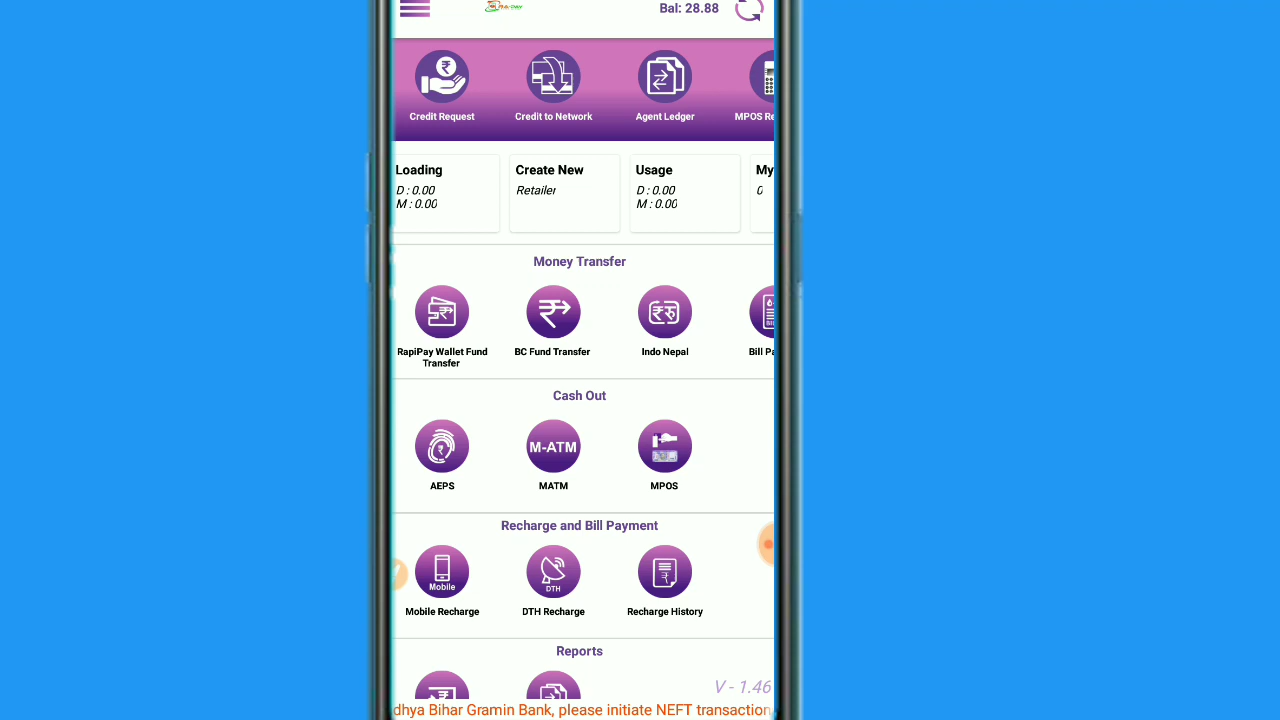 Bal: 28.88
Credit Request
Credit to Network
Agent Ledger
MPOS Re
Loading
D : 0.00
M : 0.00
Create New
Retailer
Usage
D : 0.00
M : 0.00
My
0
Money Transfer
RapiPay Wallet Fund
Transfer
BC Fund Transfer
Indo Nepal
Bill Pa
Cash Out
M-ATM
AEPS
MATM
MPOS
Recharge and Bill Payment
Mobile
DTH
Mobile Recharge
DTH Recharge
Recharge History
Reports
V - 1.46
dhya Bihar Gramin Bank, please initiate NEFT transaction